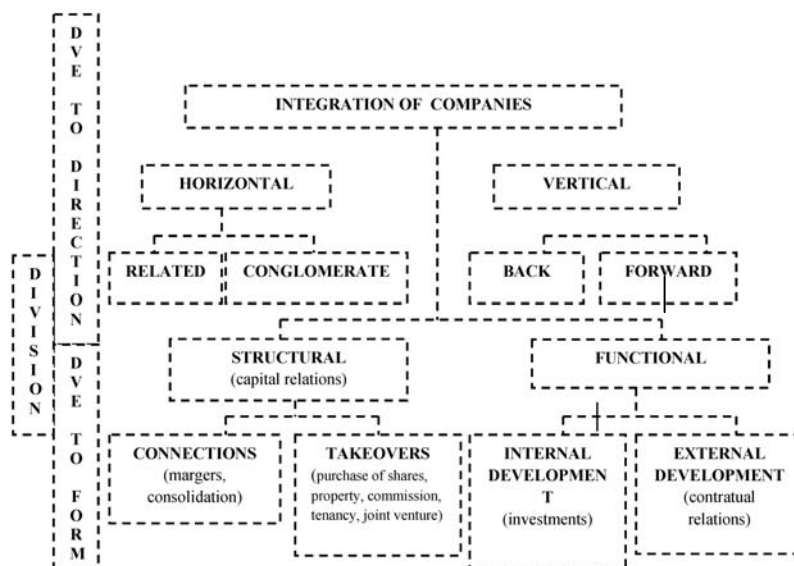 DVE TO DIRECTION
INTEGRATION OF COMPANIES
HORIZONTAL
VERTICAL
RELATED
CONGLOMERATE
BACK
FORWARD
DIVISION
DVE TO FORM
STRUCTURAL
(capital relations)
FUNCTIONAL
CONNECTIONS
(margers,
consolidation)
TAKEOVERS
(purchase of shares,
property, commission,
tenancy, joint venture)
INTERNAL
DEVELOPMEN
T
(investments)
EXTERNAL
DEVELOPMENT
(contratual
relations)